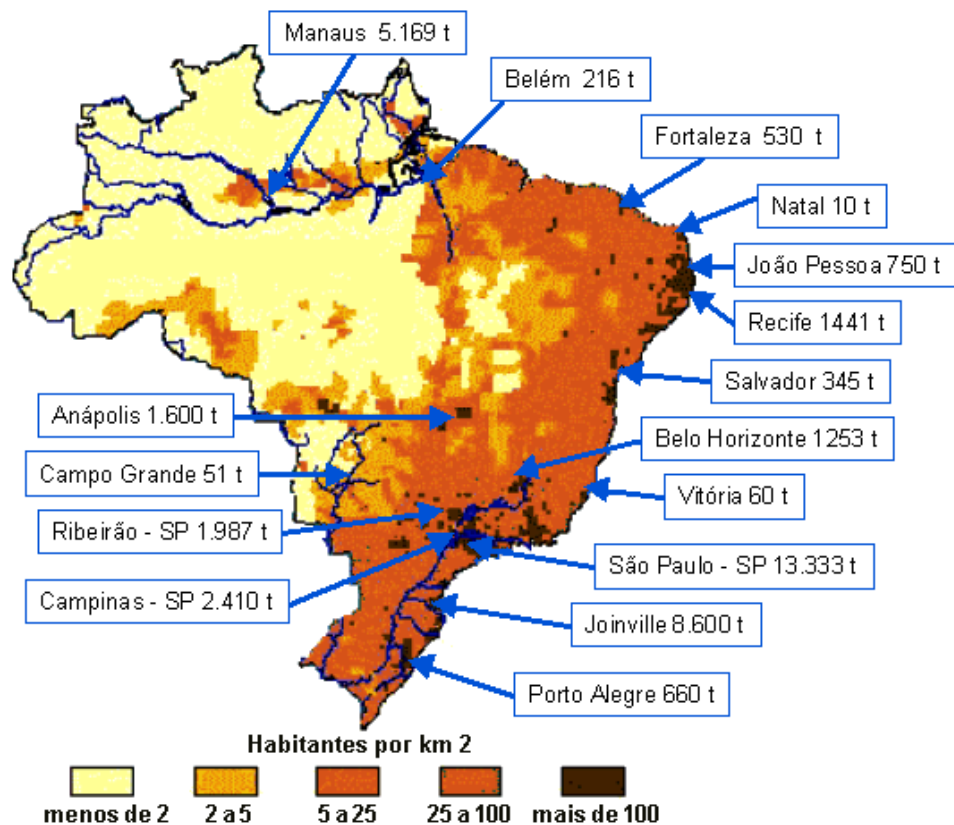 Manaus 5.169 t
Belém 216 t
Fortaleza 530 t
Natal 10 t
João Pessoa 750 t
Recife 1441 t
Salvador 345 t
Anápolis 1.600 t
Belo Horizonte 1253 t
Campo Grande 51 t
Vitória 60 t
Ribeirão - SP 1.987 t
São Paulo - SP 13.333 t
Campinas - SP 2.410 t
Joinville 8.600 t
Porto Alegre 660 t
Habitantes por km 2
menos de 2
2 a 5
5 a 25
25 a 100
mais de 100